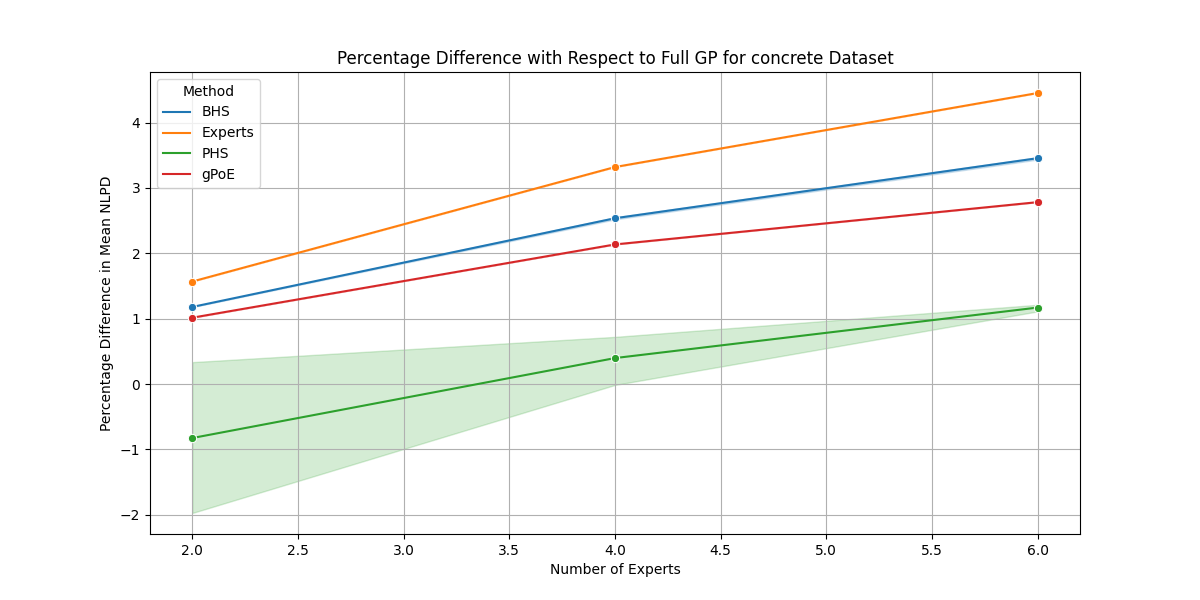 Percentage Difference with Respect to Full GP for concrete Dataset
Method
BHS
Experts
PHS
gPoE
Percentage Difference in Mean NLPD
4
3
2
1
0
−1
−2
2.0 2.5 3.0 3.5 4.0 4.5 5.0 5.5 6.0
Number of Experts